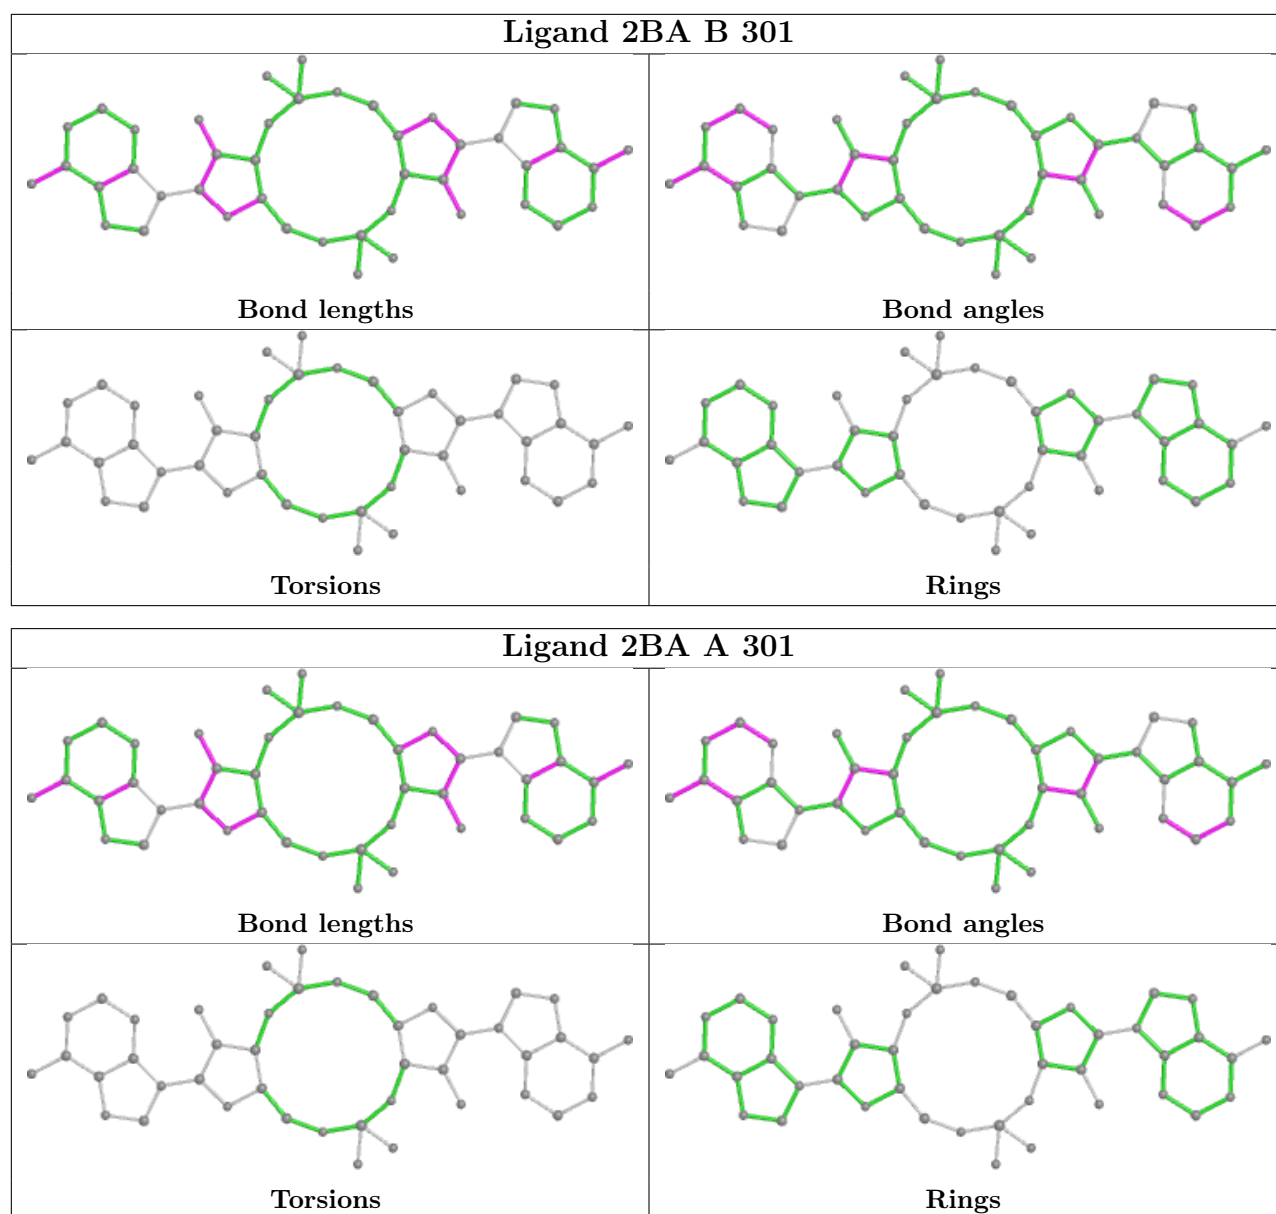 Ligand 2BA B 301
Bond lengths
Bond angles
Torsions
Rings
Ligand 2BA A 301
Bond lengths
Bond angles
Torsions
Rings